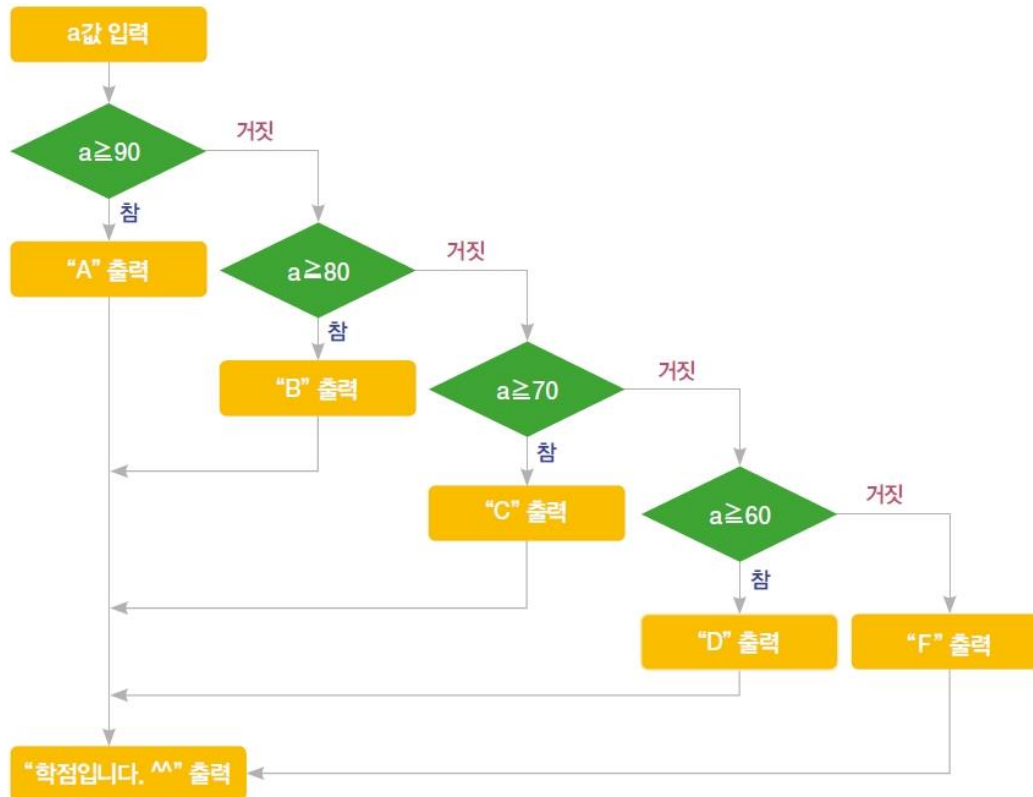 a값 입력
a≧90
거짓
참
“A” 출력
a≧80
거짓
참
“B” 출력
a≧70
거짓
참
“C” 출력
a≧60
거짓
참
“D” 출력
“F” 출력
“학점입니다. ^^” 출력